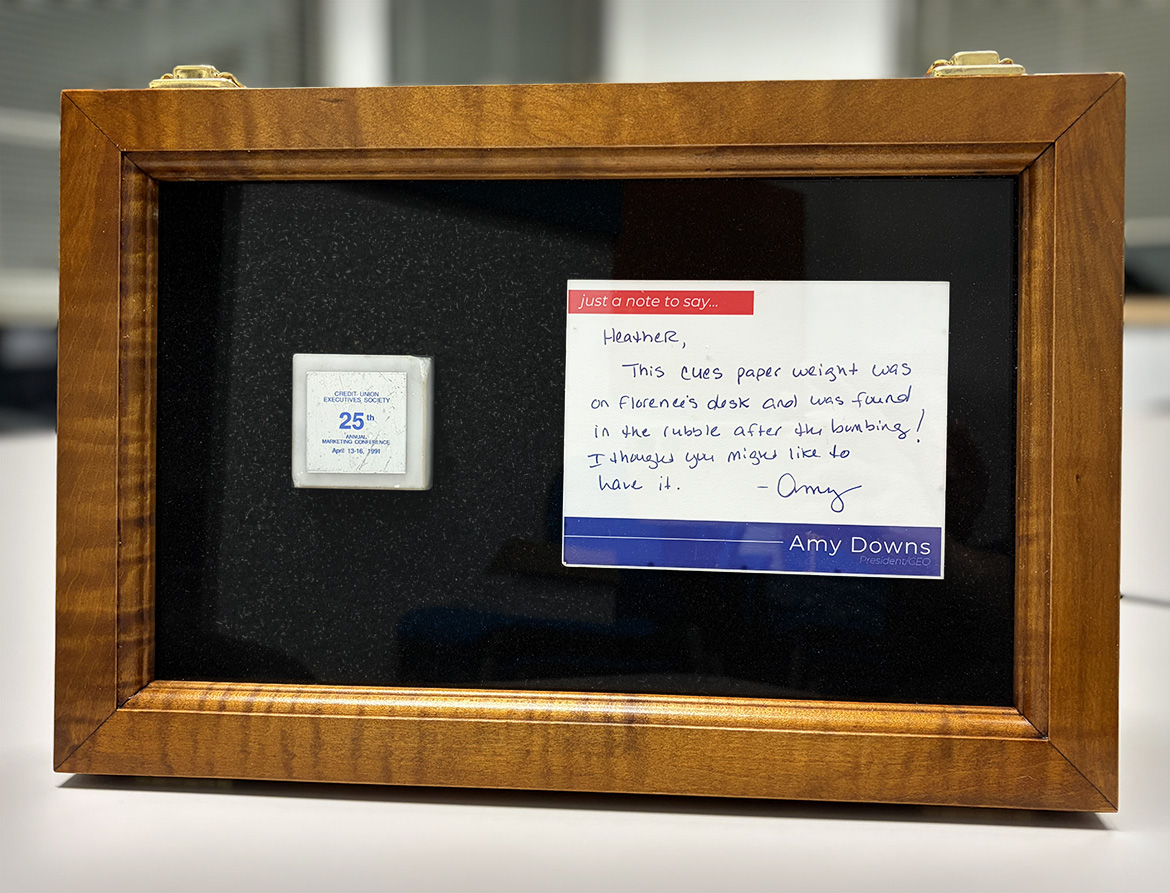 CREDIT UNION
EXECUTIVES SOCIETY
25th
ANNUAL
MARKETING CONFERENCE
April 13-16, 1991
just a note to say...
Heather,
This cues paper weight was
on Florence's desk and was found
in the rubble after the bombing!
I thought you might like to
have it. - Amy
Amy Downs
President/CEO